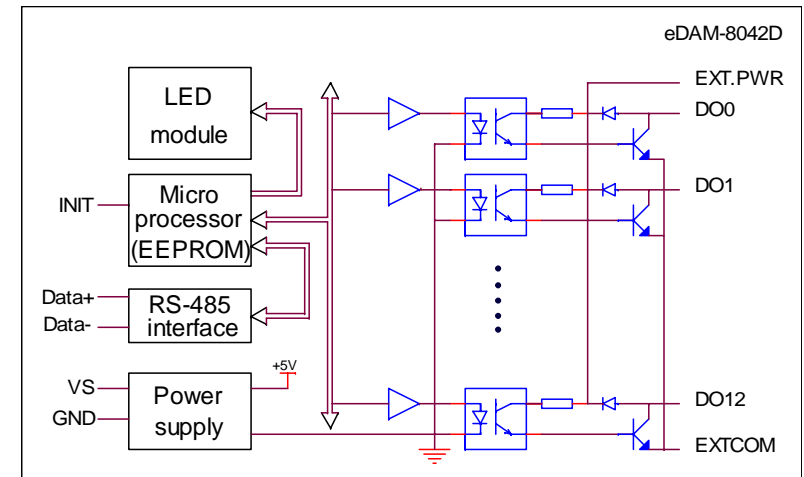 eDAM-8042D
LED
module
EXT.PWR
DO0
INIT
Micro
processor
(EEPROM)
DO1
Data+
Data-
RS-485
interface
+5V
VS
GND
Power
supply
DO12
EXTCOM